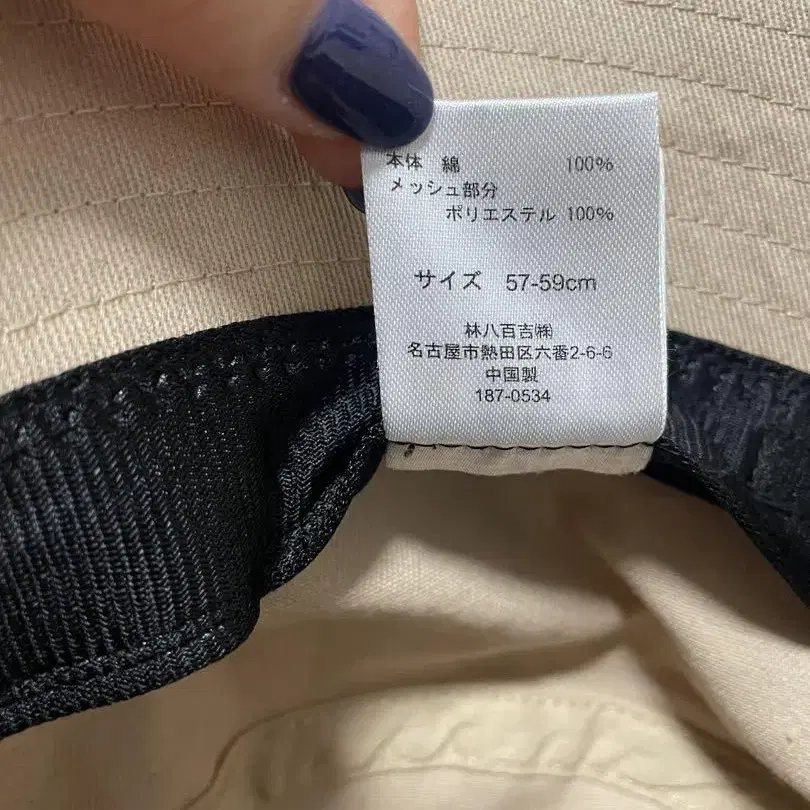 本体 綿 100%
メッシュ部分
ポリエステル 100%
サイズ 57-59cm
林八百吉㈱
名古屋市熱田区六番2-6-6
中国製
187-0534